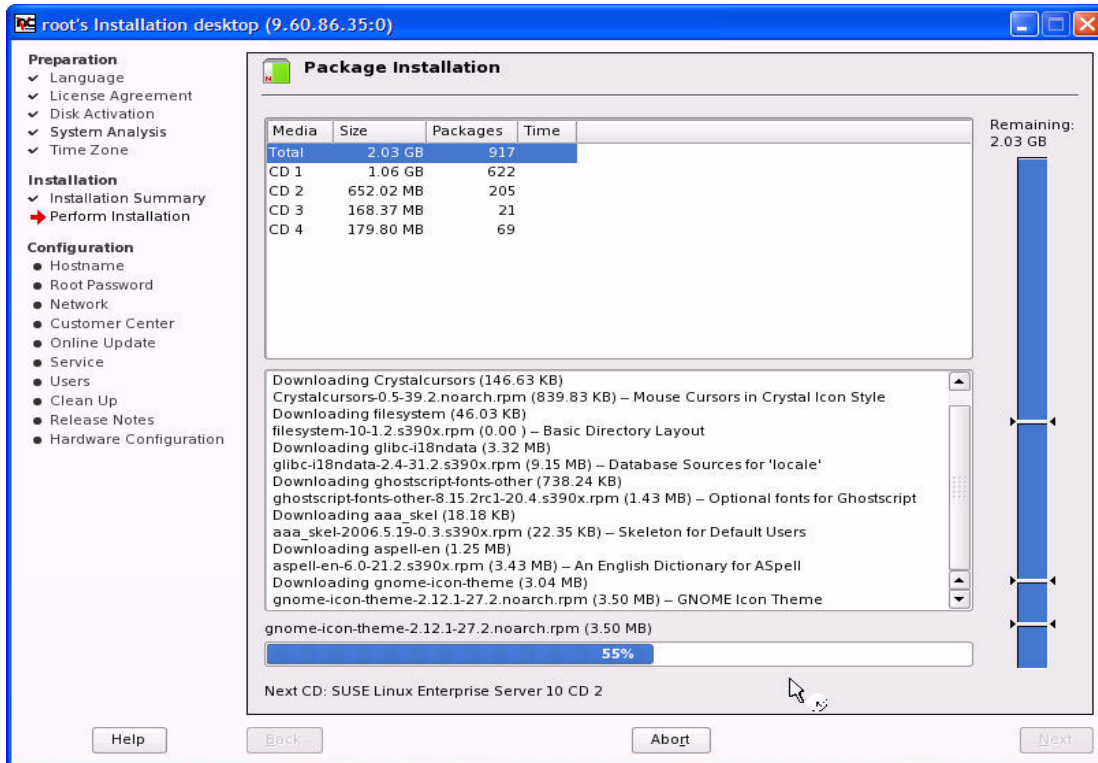 root's Installation desktop (9.60.86.35:0)
Preparation
Language
License Agreement
Disk Activation
System Analysis
Time Zone
Installation
Installation Summary
Perform Installation
Configuration
Hostname
Root Password
Network
Customer Center
Online Update
Service
Users
Clean Up
Release Notes
Hardware Configuration
Package Installation
Media Size Packages Time
Total 2.03 GB 917
CD 1 1.06 GB 622
CD 2 652.02 MB 205
CD 3 168.37 MB 21
CD 4 179.80 MB 69
Remaining:
2.03 GB
Downloading Crystalcursors (146.63 KB)
Crystalcursors-0.5-39.2.noarch.rpm (839.83 KB) – Mouse Cursors in Crystal Icon Style
Downloading filesystem (46.03 KB)
filesystem-10-1.2.s390x.rpm (0.00 ) – Basic Directory Layout
Downloading glibc-i18ndata (3.32 MB)
glibc-i18ndata-2.4-31.2.s390x.rpm (9.15 MB) – Database Sources for 'locale'
Downloading ghostscript-fonts-other (738.24 KB)
ghostscript-fonts-other-8.15.2rc1-20.4.s390x.rpm (1.43 MB) – Optional fonts for Ghostscript
Downloading aaa_skel (18.18 KB)
aaa_skel-2006.5.19-0.3.s390x.rpm (22.35 KB) – Skeleton for Default Users
Downloading aspell-en (1.25 MB)
aspell-en-6.0-21.2.s390x.rpm (3.43 MB) – An English Dictionary for ASpell
Downloading gnome-icon-theme (3.04 MB)
gnome-icon-theme-2.12.1-27.2.noarch.rpm (3.50 MB) – GNOME Icon Theme
gnome-icon-theme-2.12.1-27.2.noarch.rpm (3.50 MB)
55%
Next CD: SUSE Linux Enterprise Server 10 CD 2
Help Back Abort Next